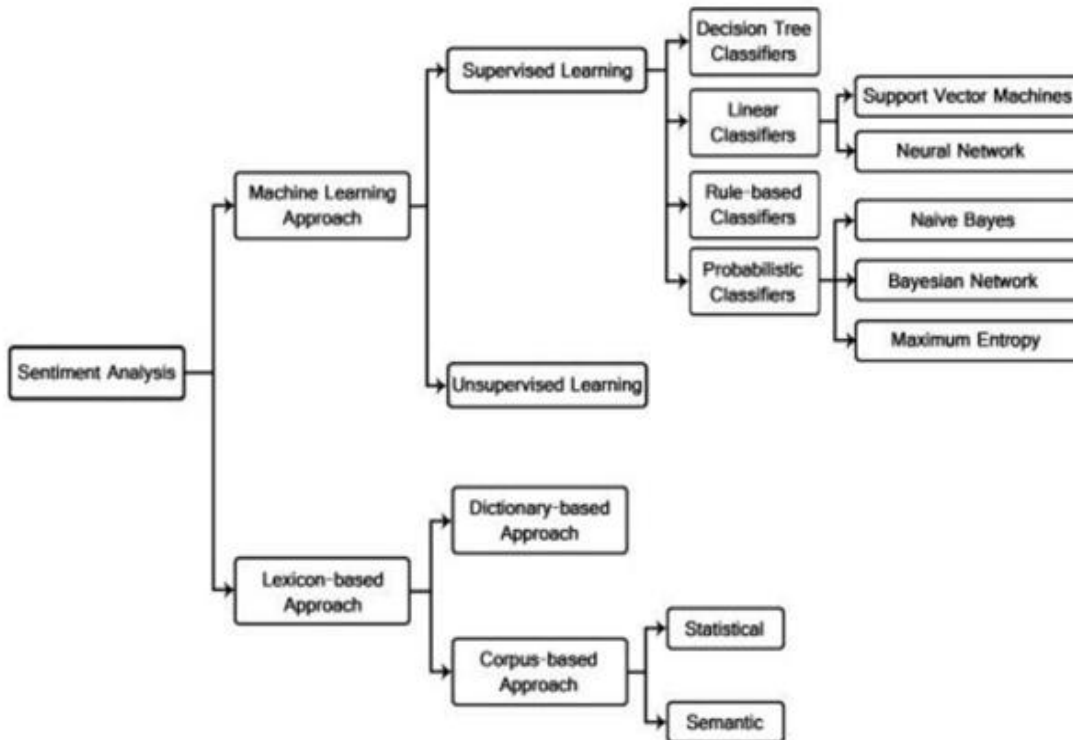 Decision Tree
Classifiers
Supervised Learning
Support Vector Machines
Linear
Classifiers
Neural Network
Machine Learning
Approach
Rule-based
Classifiers
Naive Bayes
Probabilistic
Classifiers
Bayesian Network
Maximum Entropy
Sentiment Analysis
Unsupervised Learning
Dictionary-based
Approach
Lexicon-based
Approach
Statistical
Corpus-based
Approach
Semantic